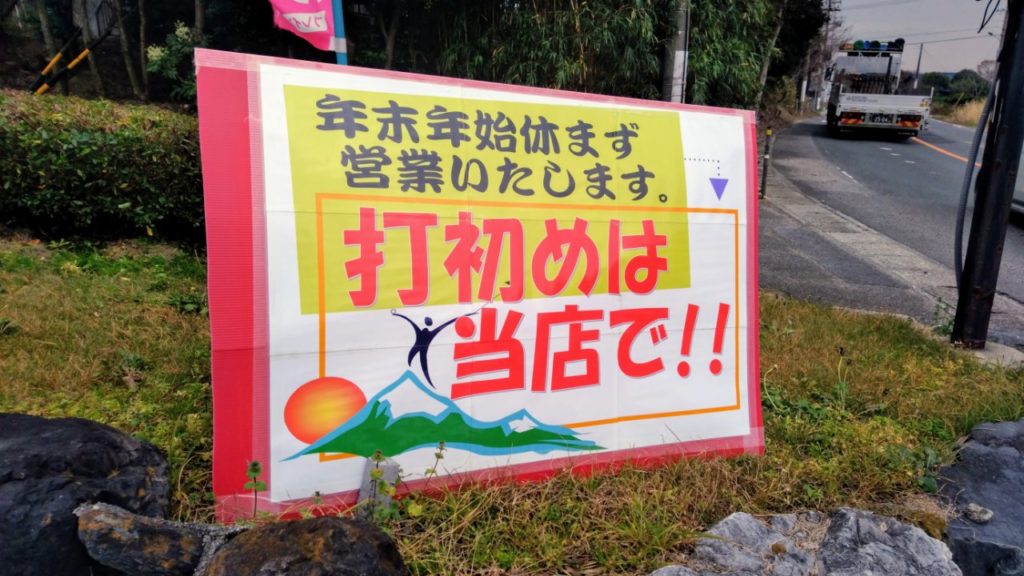 年末年始休まず
営業いたします。
打初めは
当店で!!